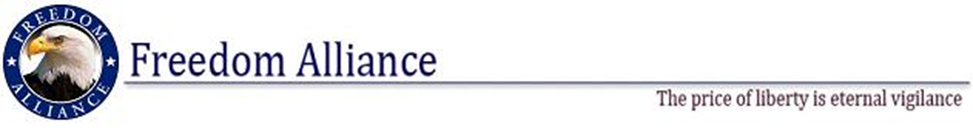 FREEDOM
ALLIANCE
Freedom Alliance
The price of liberty is eternal vigilance